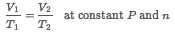 V₁/T₁ = V₂/T₂ at constant P and n